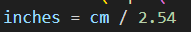 inches = cm / 2.54